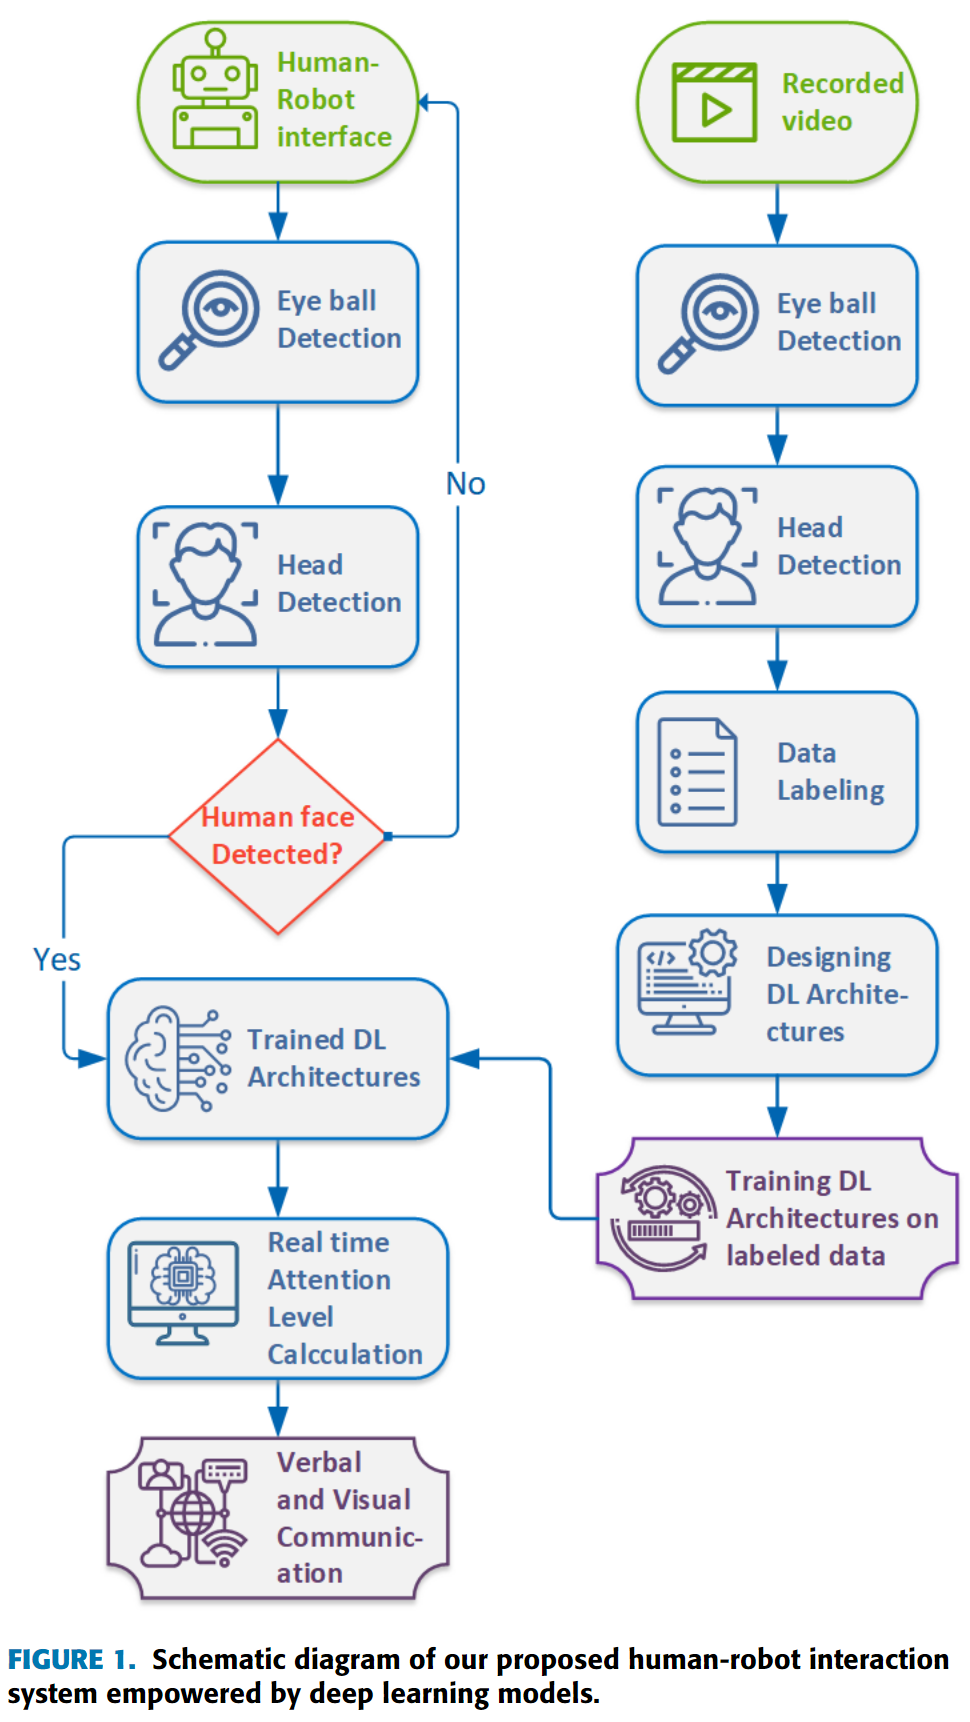 Human-
Robot
interface
Eye ball
Detection
No
Head
Detection
Human face
Detected?
Yes
Trained DL
Architectures
Real time
Attention
Level
Calcculation
Verbal
and Visual
Communic-
ation
Recorded
video
Eye ball
Detection
Head
Detection
Data
Labeling
Designing
DL Archite-
ctures
Training DL
Architectures on
labeled data
FIGURE 1. Schematic diagram of our proposed human-robot interaction
system empowered by deep learning models.